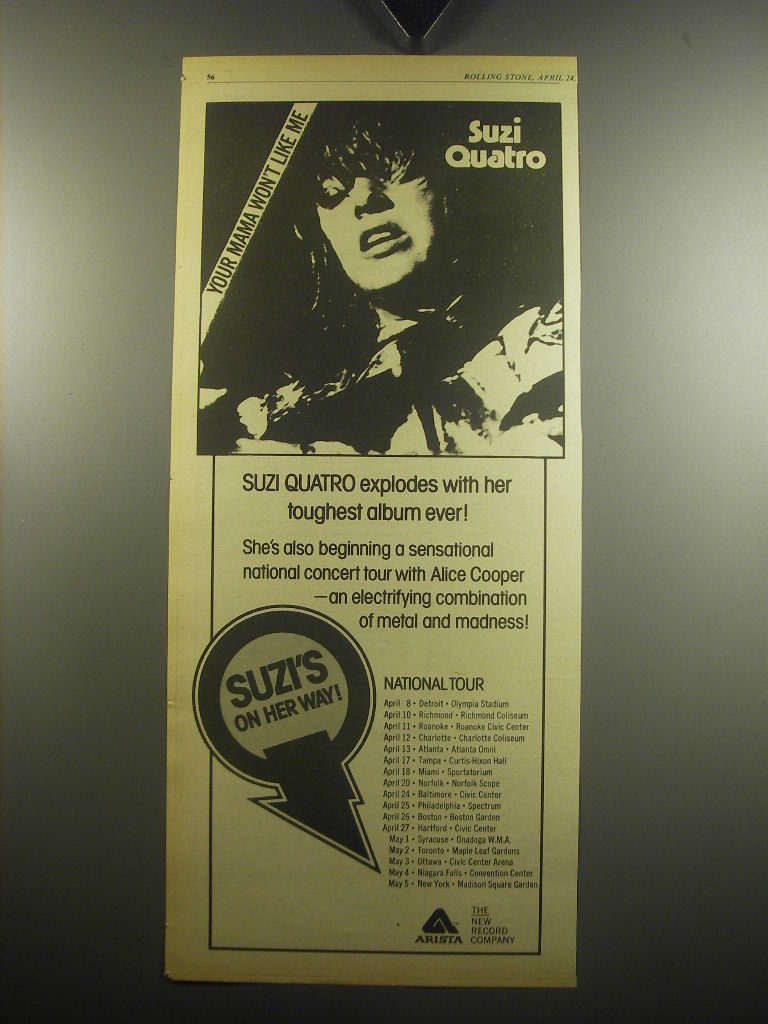 56
ROLLING STONE, APRIL 24,
YOUR MAMA WON'T LIKE ME
Suzi
Quatro
SUZI QUATRO explodes with her
toughest album ever!
She's also beginning a sensational
national concert tour with Alice Cooper
—an electrifying combination
of metal and madness!
SUZI'S
ON HER WAY!
NATIONAL TOUR
April 8 • Detroit • Olympia Stadium
April 10 • Richmond • Richmond Coliseum
April 11 • Roanoke • Roanoke Civic Center
April 12 • Charlotte • Charlotte Coliseum
April 13 • Atlanta • Atlanta Omni
April 17 • Tampa • Curtis-Hixon Hall
April 18 • Miami • Sportatorium
April 20 • Norfolk • Norfolk Scope
April 24 • Baltimore • Civic Center
April 25 • Philadelphia • Spectrum
April 26 • Boston • Boston Garden
April 27 • Hartford • Civic Center
May 1 • Syracuse • Onadoga W.M.A.
May 2 • Toronto • Maple Leaf Gardens
May 3 • Ottawa • Civic Center Arena
May 4 • Niagara Falls • Convention Center
May 5 • New York • Madison Square Garden
ARISTA
THE
NEW
RECORD
COMPANY